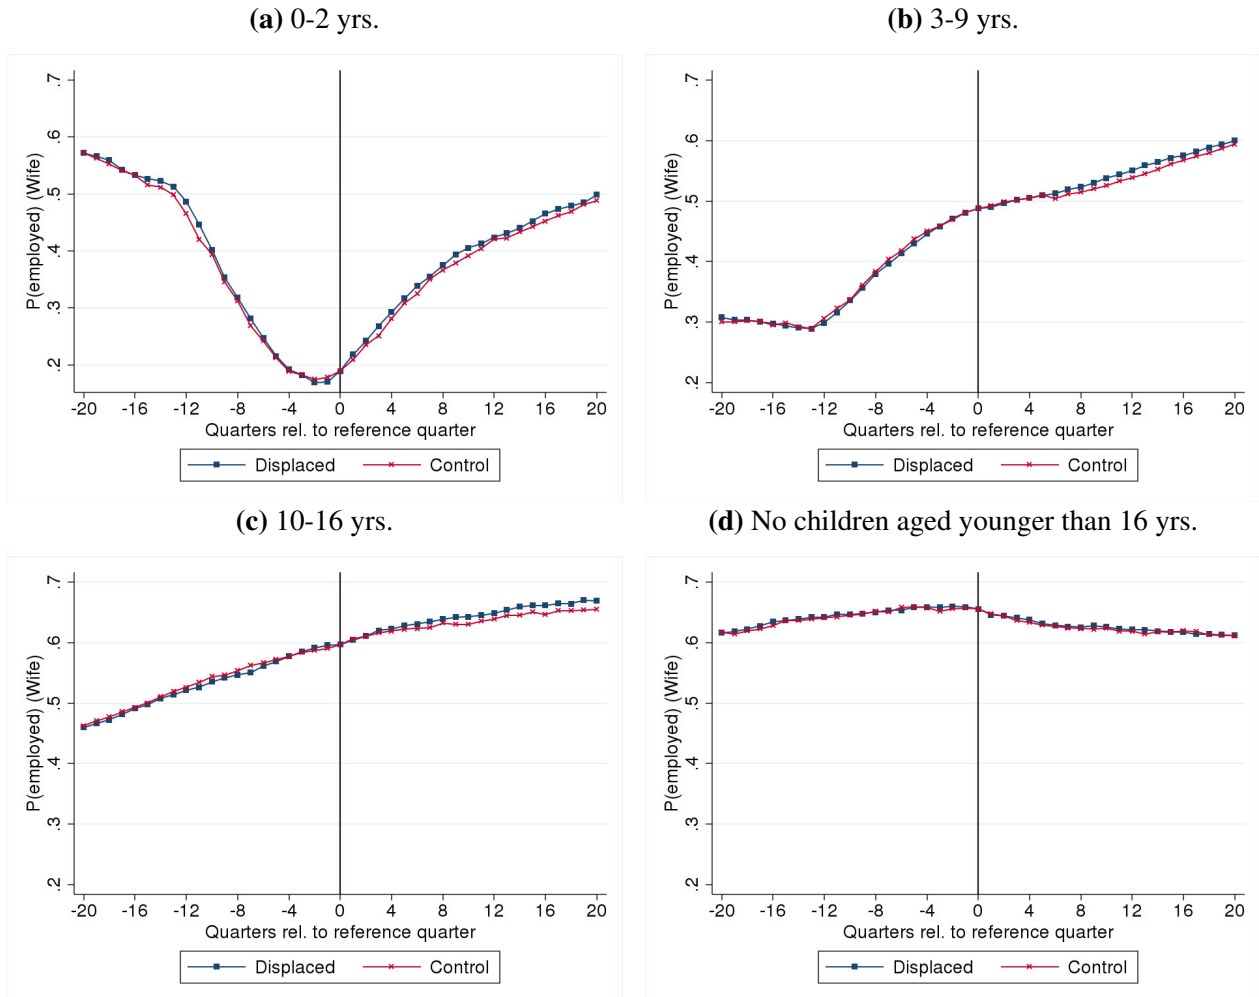 (a) 0-2 yrs.
P(employed) (Wife)
.7
.6
.5
.4
.3
.2
-20 -16 -12 -8 -4 0 4 8 12 16 20
Quarters rel. to reference quarter
Displaced Control
(b) 3-9 yrs.
P(employed) (Wife)
.7
.6
.5
.4
.3
.2
-20 -16 -12 -8 -4 0 4 8 12 16 20
Quarters rel. to reference quarter
Displaced Control
(c) 10-16 yrs.
P(employed) (Wife)
.7
.6
.5
.4
.3
.2
-20 -16 -12 -8 -4 0 4 8 12 16 20
Quarters rel. to reference quarter
Displaced Control
(d) No children aged younger than 16 yrs.
P(employed) (Wife)
.7
.6
.5
.4
.3
.2
-20 -16 -12 -8 -4 0 4 8 12 16 20
Quarters rel. to reference quarter
Displaced Control